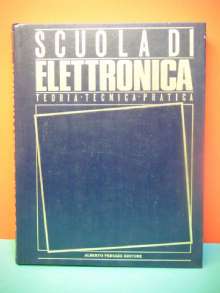 SCUOLA DI
ELETTRONICA
TEORIA·TECNICA·PRATICA
ALBERTO PERUZZO EDITORE